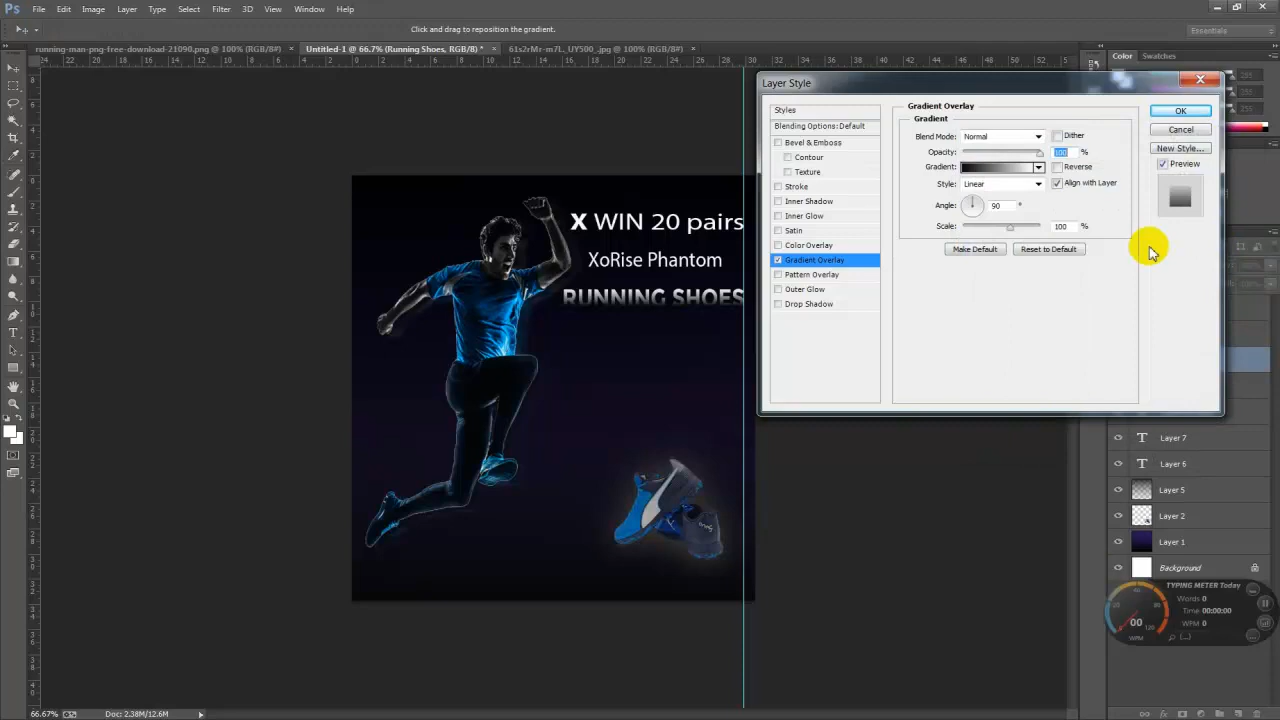 Ps File Edit Image Layer Type Select Filter 3D View Window Help
Click and drag to reposition the gradient.
Essentials
running-man-png-free-download-21090.png @ 100% (RGB/8#) ×
Untitled-1 @ 66.7% (Running Shoes, RGB/8) * ×
61s2rMr-m7L._UY500_.jpg @ 100% (RGB/8#) ×
Color Swatches
Layer Style
Styles
Blending Options:Default
Bevel & Emboss
Contour
Texture
Stroke
Inner Shadow
Inner Glow
Satin
Color Overlay
Gradient Overlay
Pattern Overlay
Outer Glow
Drop Shadow
Gradient Overlay
Gradient
Blend Mode: Normal Dither
Opacity: 100 %
Gradient: Reverse
Style: Linear Align with Layer
Angle: 90 °
Scale: 100 %
Make Default Reset to Default
OK
Cancel
New Style...
Preview
X WIN 20 pairs
XoRise Phantom
RUNNING SHOES
Layer 7
Layer 6
Layer 5
Layer 2
Layer 1
Background
TYPING METER Today
Words 0
Time 00:00:00
WPM 0
00
WPM
66.67% Doc: 2.38M/12.6M